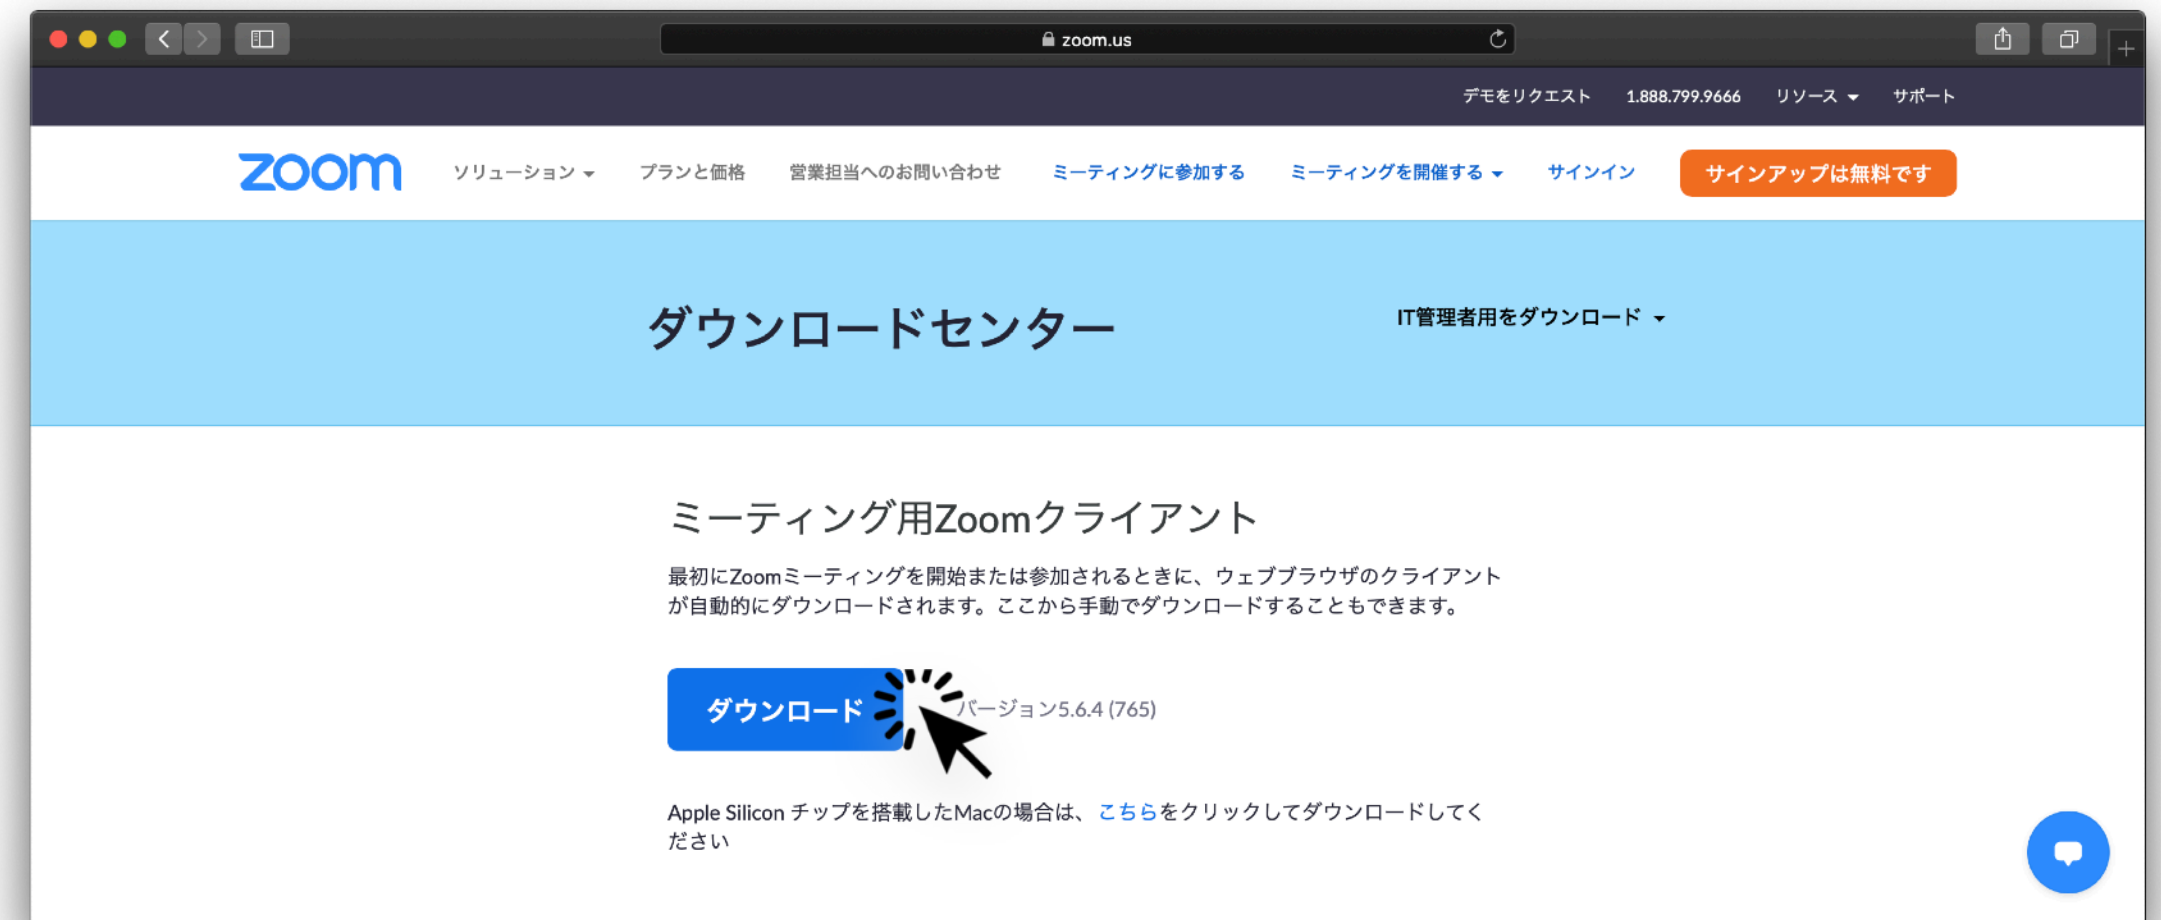 zoom.us
デモをリクエスト 1.888.799.9666 リソース サポート
zoom ソリューション プランと価格 営業担当へのお問い合わせ ミーティングに参加する ミーティングを開催する サインイン サインアップは無料です
ダウンロードセンター
IT管理者用をダウンロード
ミーティング用Zoomクライアント
最初にZoomミーティングを開始または参加されるときに、ウェブブラウザのクライアント
が自動的にダウンロードされます。ここから手動でダウンロードすることもできます。
ダウンロード バージョン5.6.4 (765)
Apple Silicon チップを搭載したMacの場合は、こちらをクリックしてダウンロードしてく
ださい